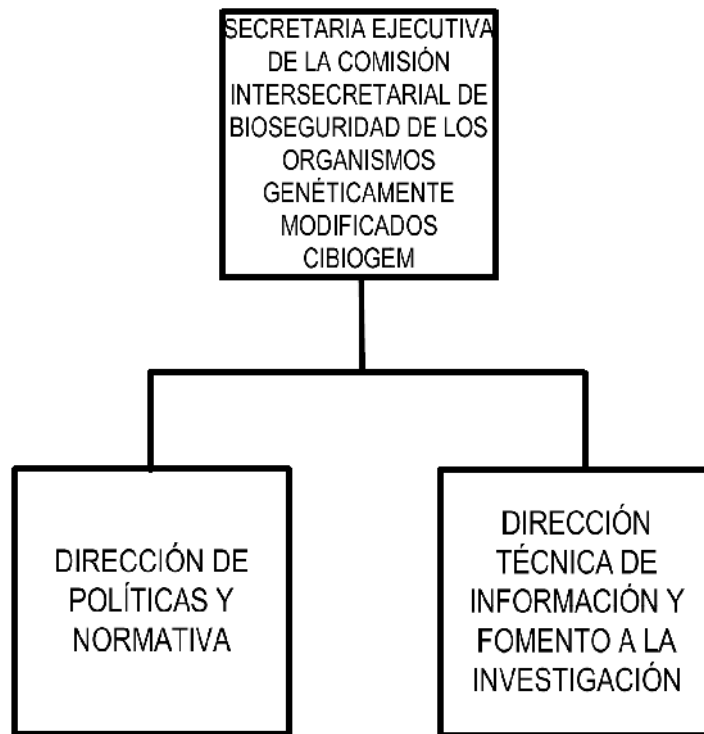 SECRETARIA EJECUTIVA
DE LA COMISIÓN
INTERSECRETARIAL DE
BIOSEGURIDAD DE LOS
ORGANISMOS
GENÉTICAMENTE
MODIFICADOS
CIBIOGEM
DIRECCIÓN DE
POLÍTICAS Y
NORMATIVA
DIRECCIÓN
TÉCNICA DE
INFORMACIÓN Y
FOMENTO A LA
INVESTIGACIÓN